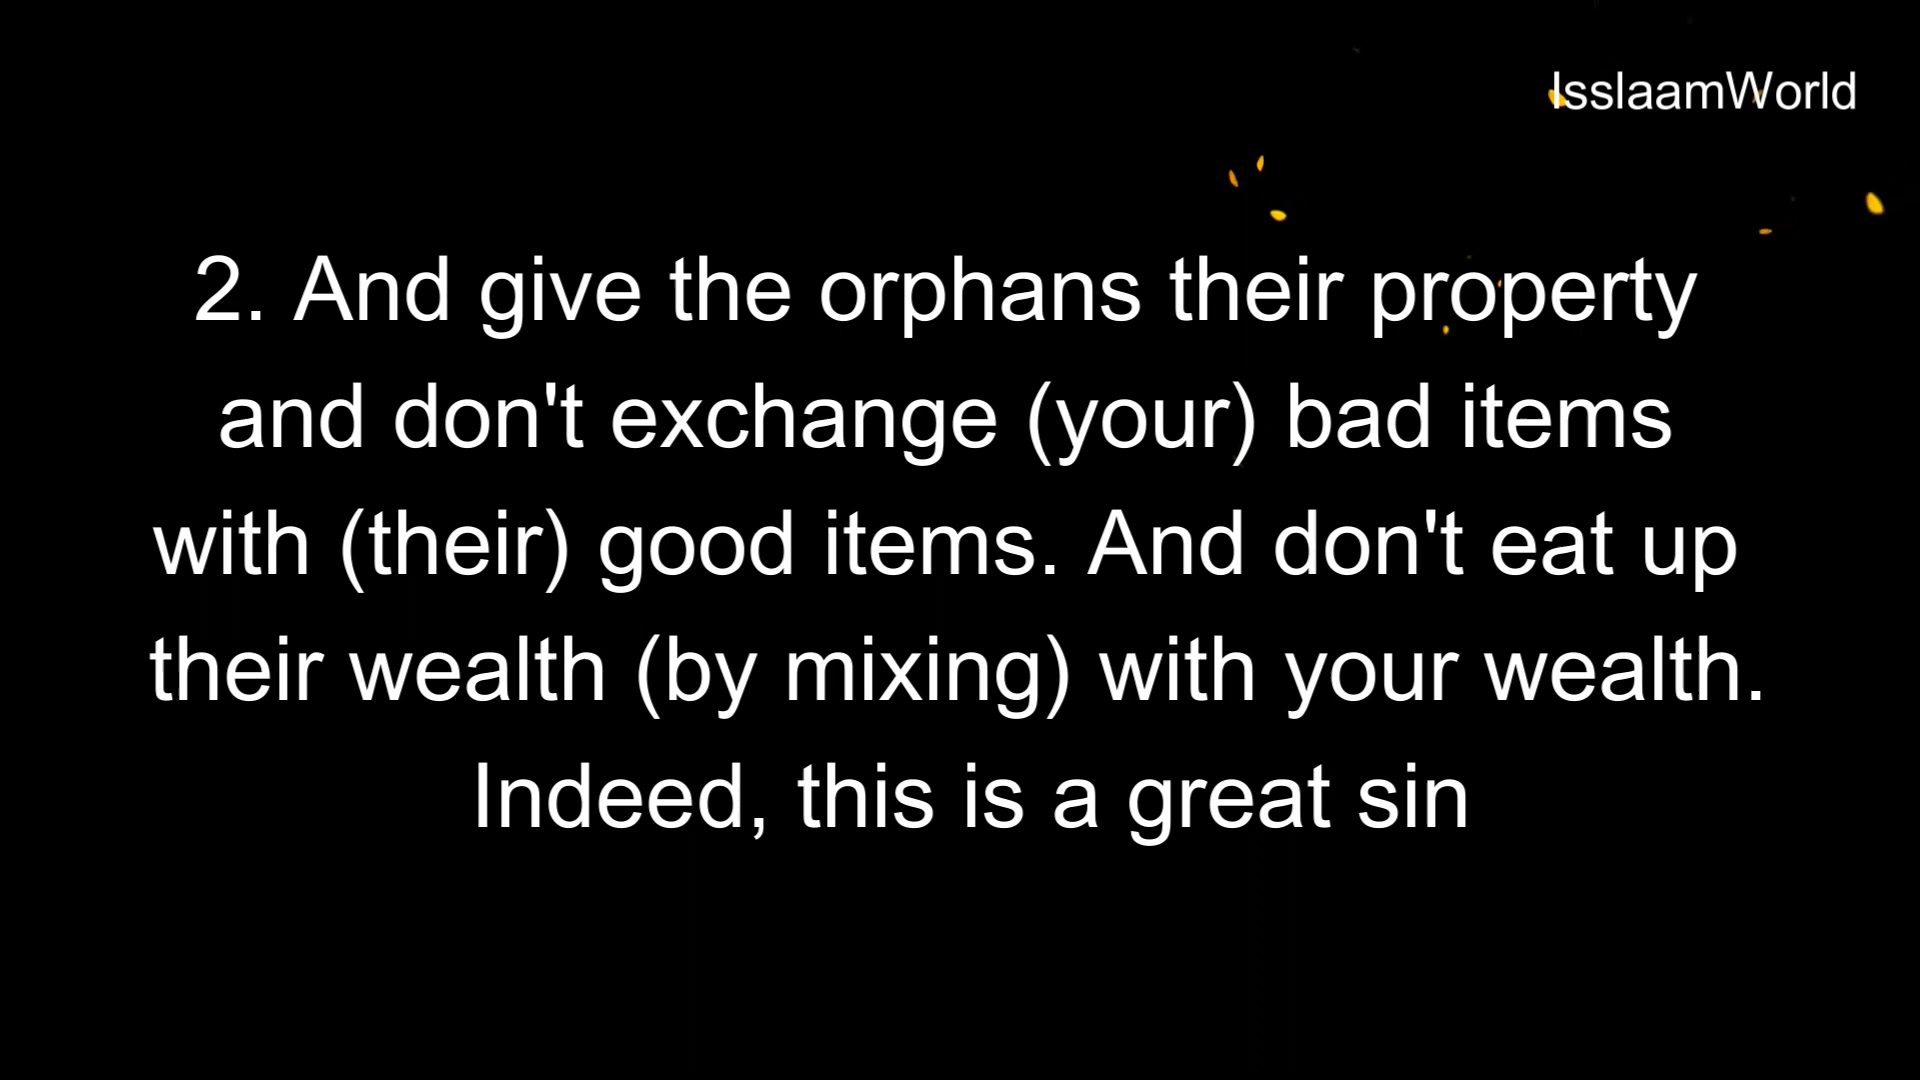 IsslaamWorld
2. And give the orphans their property
and don't exchange (your) bad items
with (their) good items. And don't eat up
their wealth (by mixing) with your wealth.
Indeed, this is a great sin